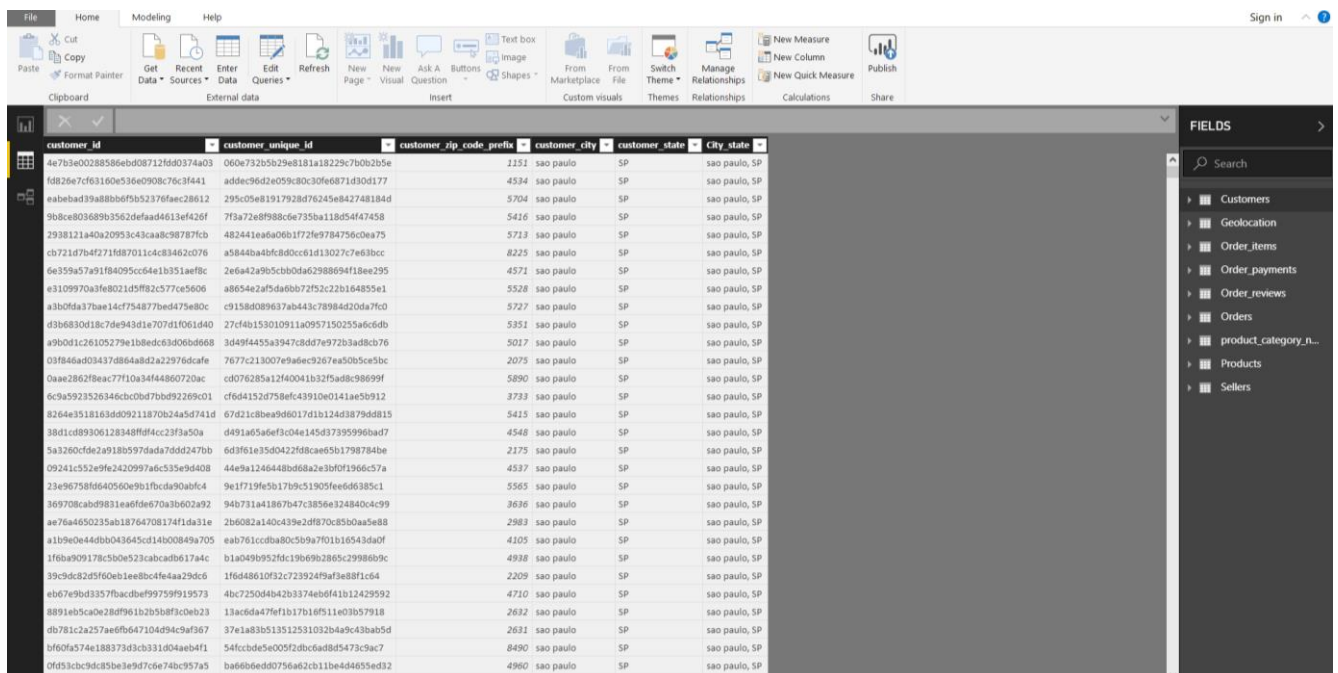 File Home Modeling Help Sign in
Paste Cut Copy Format Painter Clipboard
Get Data Recent Sources Enter Data Edit Queries Refresh External data
New Page New Visual Ask A Question Buttons Text box Image Shapes Insert
From Marketplace From File Custom visuals
Switch Theme Themes
Manage Relationships Relationships
New Measure New Column New Quick Measure Calculations
Publish Share
customer_id customer_unique_id customer_zip_code_prefix customer_city customer_state City_state
4e7b3e00288586ebd08712fdd0374a03 060e732b5b29e8181a18229c7b0b2b5e 1151 sao paulo SP sao paulo, SP
fd826e7cf63160e536e0908c76c3f441 addec96d2e059c80c30fe6871d30d177 4534 sao paulo SP sao paulo, SP
eabebad39a88bb6f5b52376faec28612 295c05e81917928d76245e842748184d 5704 sao paulo SP sao paulo, SP
9b8ce803689b3562defaad4613ef426f 7f3a72e8f988c6e735ba118d54f47458 5416 sao paulo SP sao paulo, SP
2938121a40a20953c43caa8c98787fcb 482441ea6a06b1f72fe9784756c0ea75 5713 sao paulo SP sao paulo, SP
cb721d7b4f271fd87011c4c83462c076 a5844ba4bfc8d0cc61d13027c7e63bcc 8225 sao paulo SP sao paulo, SP
6e359a57a91f84095cc64e1b351aef8c 2e6a42a9b5cbb0da62988694f18ee295 4571 sao paulo SP sao paulo, SP
e3109970a3fe8021d5ff82c577ce5606 a8654e2af5da6bb72f52c22b164855e1 5528 sao paulo SP sao paulo, SP
a3b0fda37bae14cf754877bed475e80c c9158d089637ab443c78984d20da7fc0 5727 sao paulo SP sao paulo, SP
d3b6830d18c7de943d1e707d1f061d40 27cf4b153010911a0957150255a6c6db 5351 sao paulo SP sao paulo, SP
a9b0d1c26105279e1b8edc63d06bd668 3d49f4455a3947c8dd7e972b3ad8cb76 5017 sao paulo SP sao paulo, SP
03f846ad03437d864a8d2a22976dcafe 7677c213007e9a6ec9267ea50b5ce5bc 2075 sao paulo SP sao paulo, SP
0aae2862f8eac77f10a34f44860720ac cd076285a12f40041b32f5ad8c98699f 5890 sao paulo SP sao paulo, SP
6c9a5923526346cbc0bd7bbd92269c01 cf6d4152d758efc43910e0141ae5b912 3733 sao paulo SP sao paulo, SP
8264e3518163dd09211870b24a5d741d 67d21c8bea9d6017d1b124d3879dd815 5415 sao paulo SP sao paulo, SP
38d1cd89306128348ffdf4cc23f3a50a d491a65a6ef3c04e145d37395996bad7 4548 sao paulo SP sao paulo, SP
5a3260cfde2a918b597dada7ddd247bb 6d3f61e35d0422fd8cae65b1798784be 2175 sao paulo SP sao paulo, SP
09241c552e9fe2420997a6c535e9d408 44e9a1246448bd68a2e3bf0f1966c57a 4537 sao paulo SP sao paulo, SP
23e96758fd640560e9b1fbcda90abfc4 9e1f719fe5b17b9c51905fee6d6385c1 5565 sao paulo SP sao paulo, SP
369708cabd9831ea6fde670a3b602a92 94b731a41867b47c3856e324840c4c99 3636 sao paulo SP sao paulo, SP
ae76a4650235ab18764708174f1da31e 2b6082a140c439e2df870c85b0aa5e88 2983 sao paulo SP sao paulo, SP
a1b9e0e44dbb043645cd14b00849a705 eab761ccdba80c5b9a7f01b16543da0f 4105 sao paulo SP sao paulo, SP
1f6ba909178c5b0e523cabcadb617a4c b1a049b952fdc19b69b2865c29986b9c 4938 sao paulo SP sao paulo, SP
39c9dc82d5f60eb1ee8bc4fe4aa29dc6 1f6d48610f32c723924f9af3e88f1c64 2209 sao paulo SP sao paulo, SP
eb67e9bd3357fbacdbef99759f919573 4bc7250d4b42b3374eb6f41b12429592 4710 sao paulo SP sao paulo, SP
8891eb5ca0e28df961b2b5b8f3c0eb23 13ac6da47fef1b17b16f511e03b57918 2632 sao paulo SP sao paulo, SP
db781c2a257ae6fb647104d94c9af367 37e1a83b513512531032b4a9c43bab5d 2631 sao paulo SP sao paulo, SP
bf60fa574e188373d3cb331d04aeb4f1 54fccbde5e005f2dbc6ad8d5473c9ac7 8490 sao paulo SP sao paulo, SP
0fd53cbc9dc85be3e9d7c6e74bc957a5 ba66b6edd0756a62cb11be4d4655ed32 4960 sao paulo SP sao paulo, SP
FIELDS
Search
Customers
Geolocation
Order_items
Order_payments
Order_reviews
Orders
product_category_n...
Products
Sellers